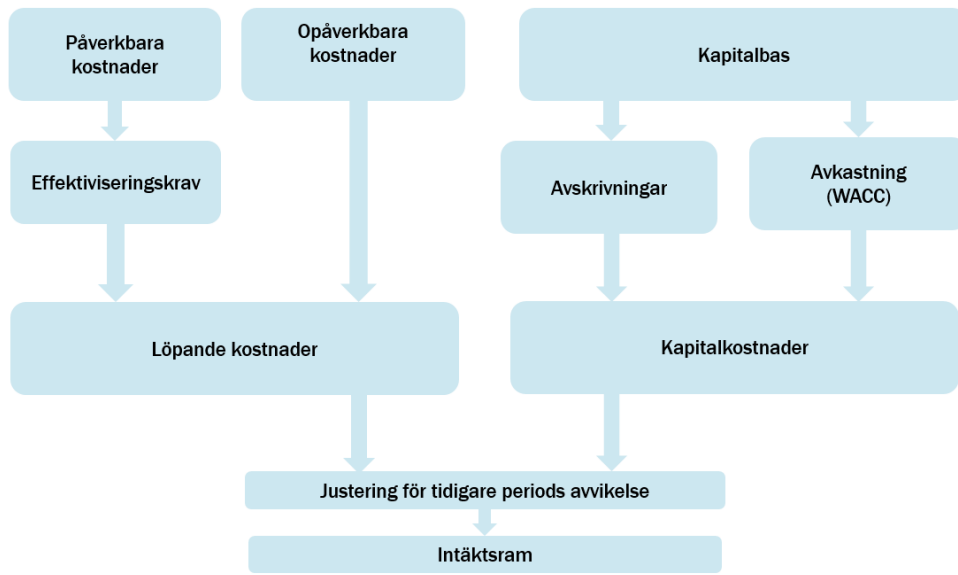 Påverkbara
kostnader
Opåverkbara
kostnader
Kapitalbas
Effektiviseringskrav
Avskrivningar
Avkastning
(WACC)
Löpande kostnader
Kapitalkostnader
Justering för tidigare periods avvikelse
Intäktsram